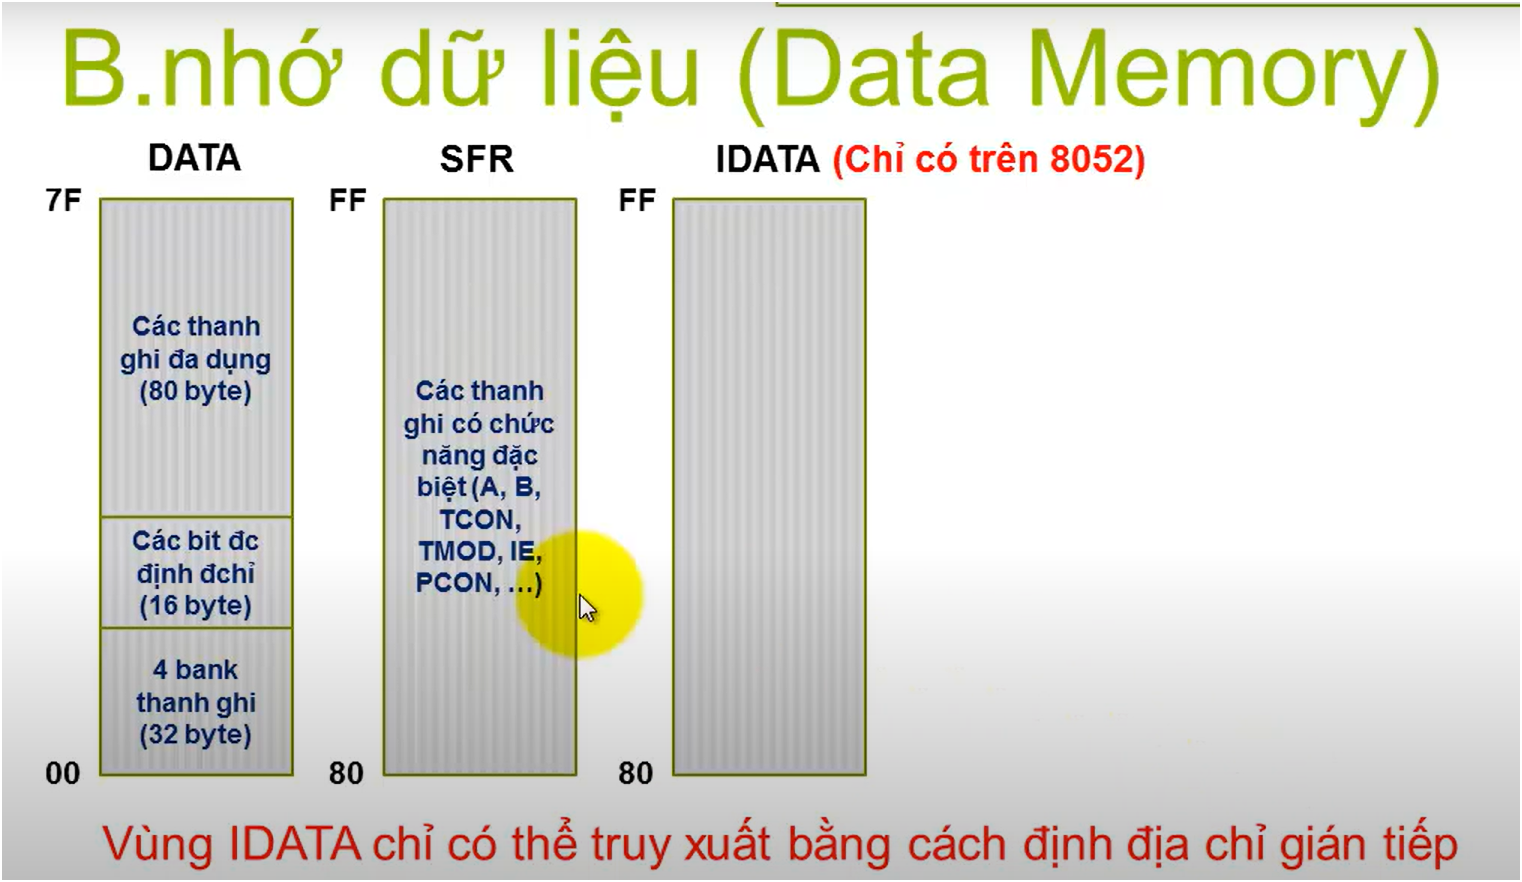 B.nhớ dữ liệu (Data Memory)
DATA
SFR
IDATA (Chỉ có trên 8052)
7F
FF
FF
Các thanh
ghi đa dụng
(80 byte)
Các bit đc
định đchỉ
(16 byte)
4 bank
thanh ghi
(32 byte)
Các thanh
ghi có chức
năng đặc
biệt (A, B,
TCON,
TMOD, IE,
PCON, ...)
00
80
80
Vùng IDATA chỉ có thể truy xuất bằng cách định địa chỉ gián tiếp